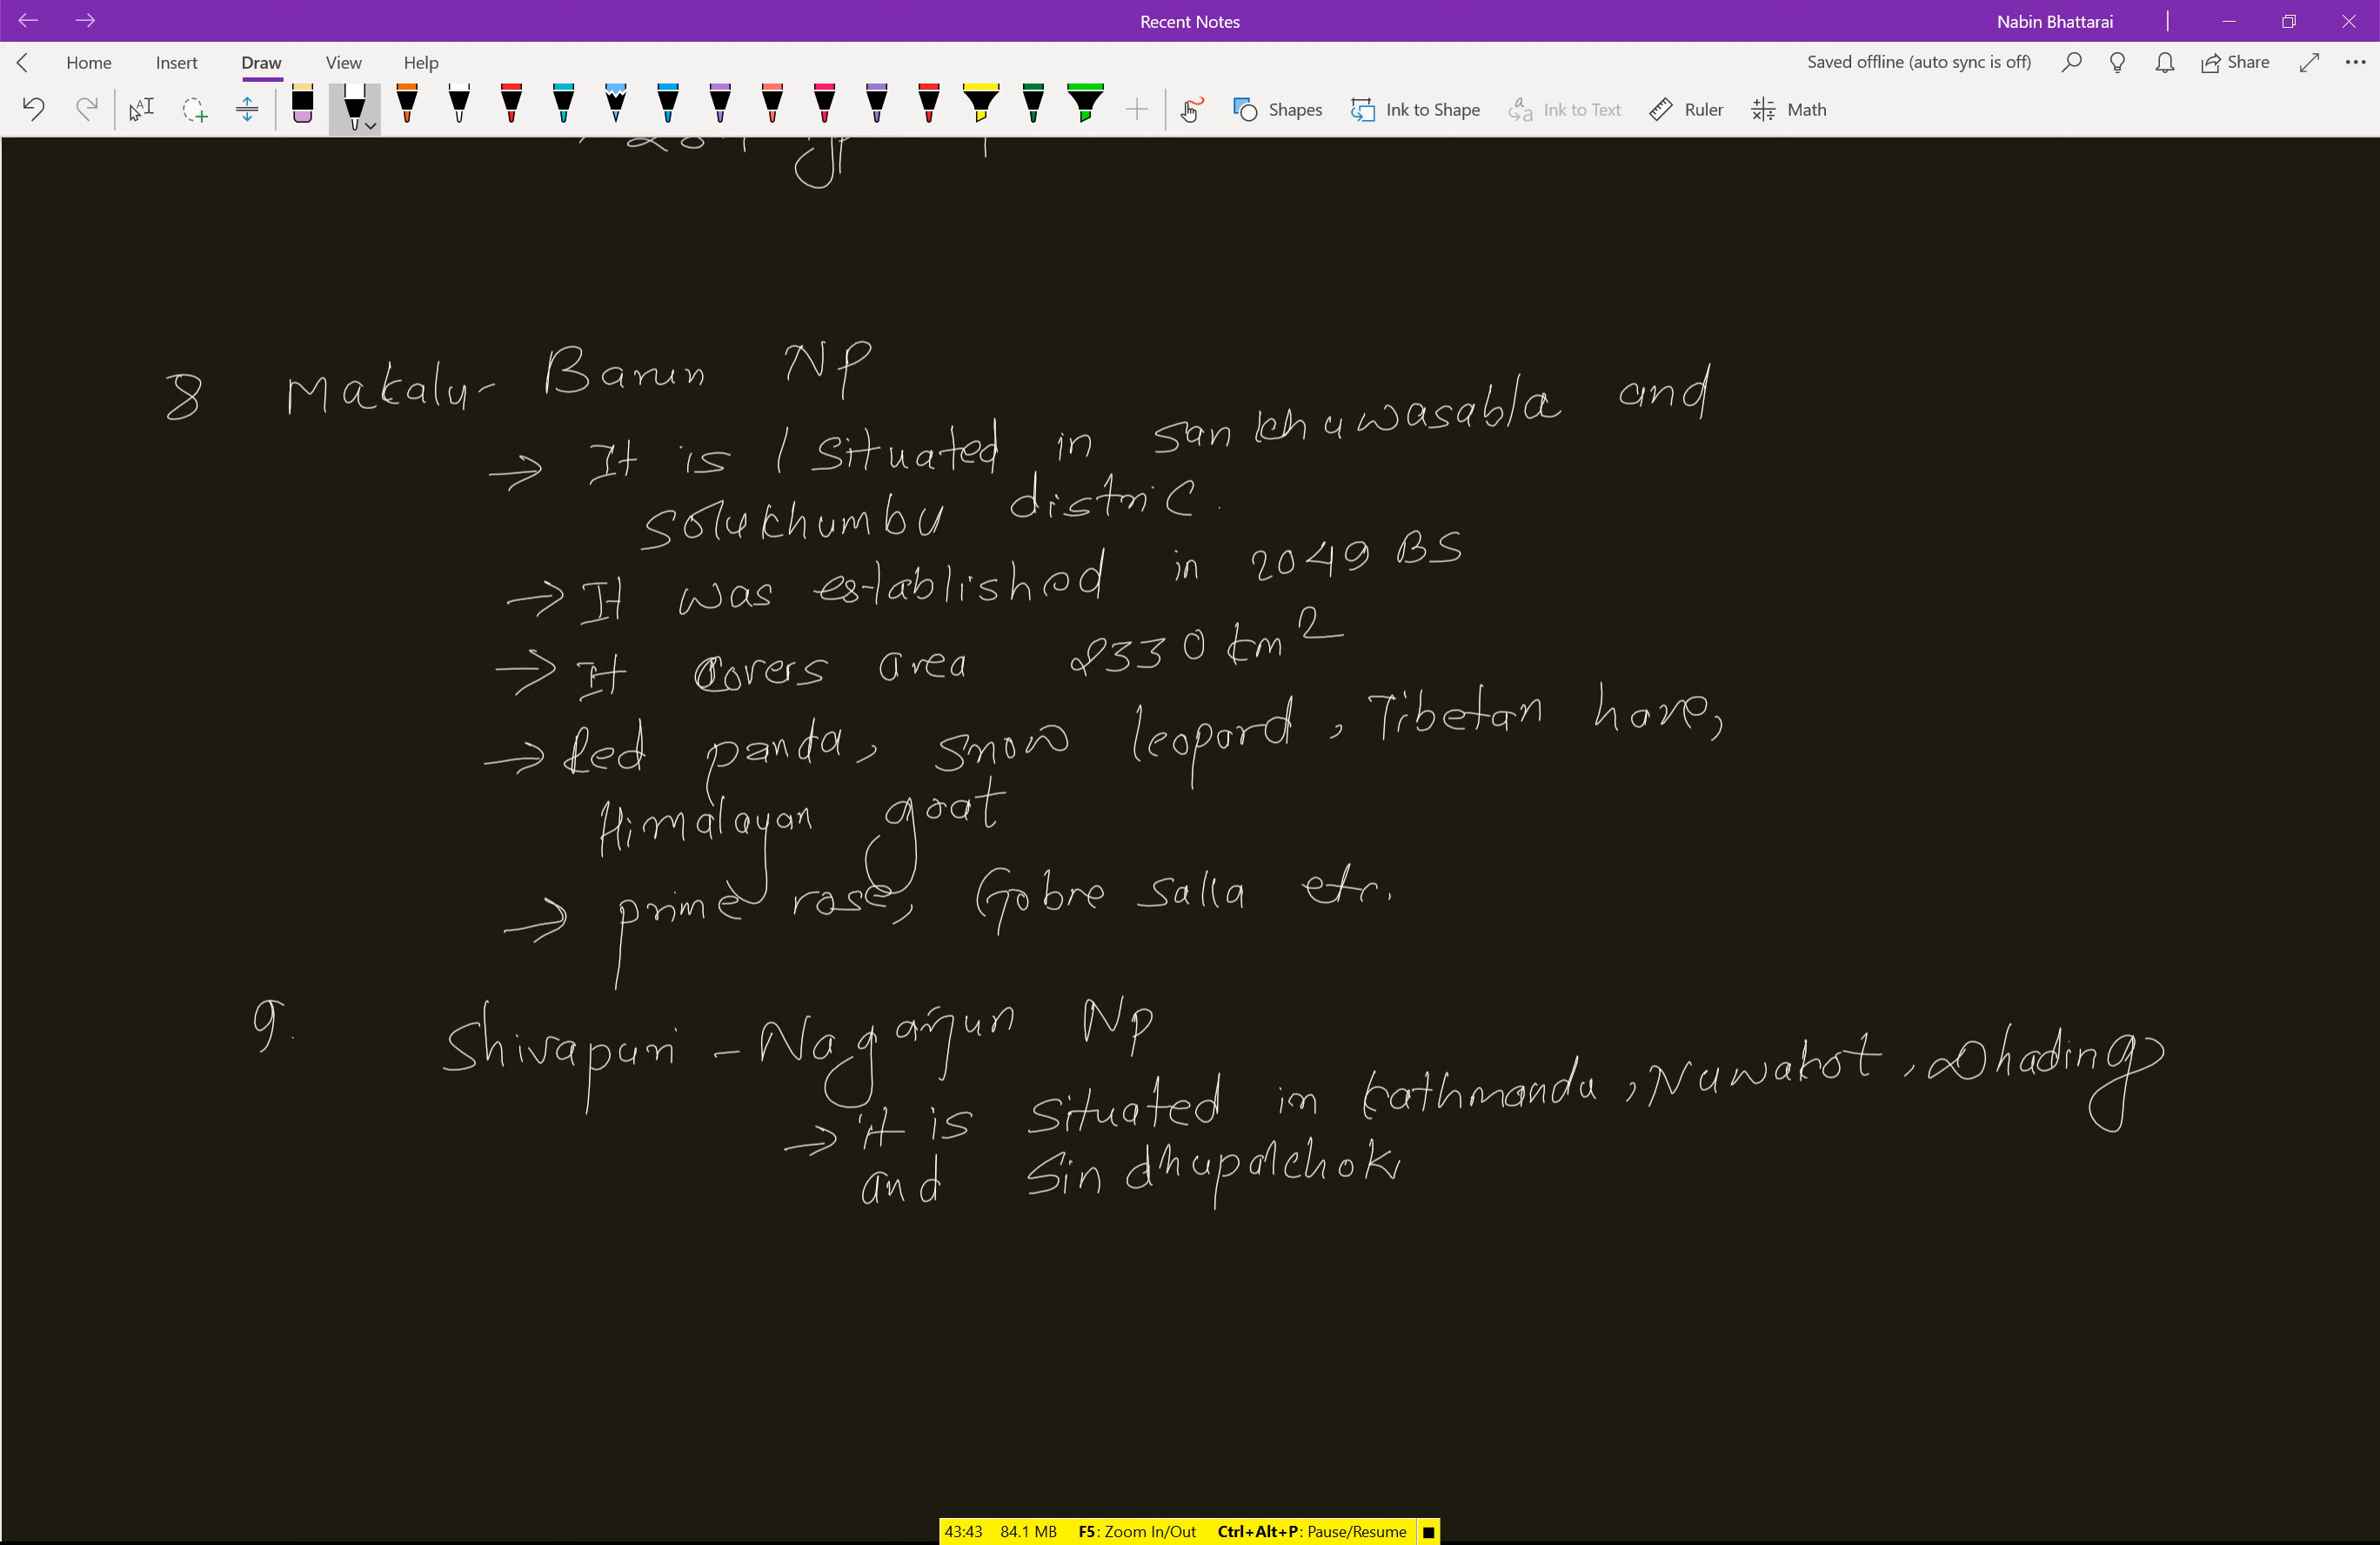 Recent Notes
Nabin Bhattarai
Home Insert Draw View Help
Saved offline (auto sync is off) Share
Shapes Ink to Shape Ink to Text Ruler Math
8 Makalu- Barun NP
→ It is / situated in sankhuwasabla and
solukhumbu distric.
→ It was established in 2049 BS
→ It covers area 2330 km²
→ Red panda, snow leopard, Tibetan hare,
Himalayan goat
→ prime rose, Gobre salla etc.
9. Shivapuri - Nagarjun Np
→ it is situated in kathmandu, Nuwakot, Dhading
and Sindhupalchok
43:43 84.1 MB F5: Zoom In/Out Ctrl+Alt+P: Pause/Resume